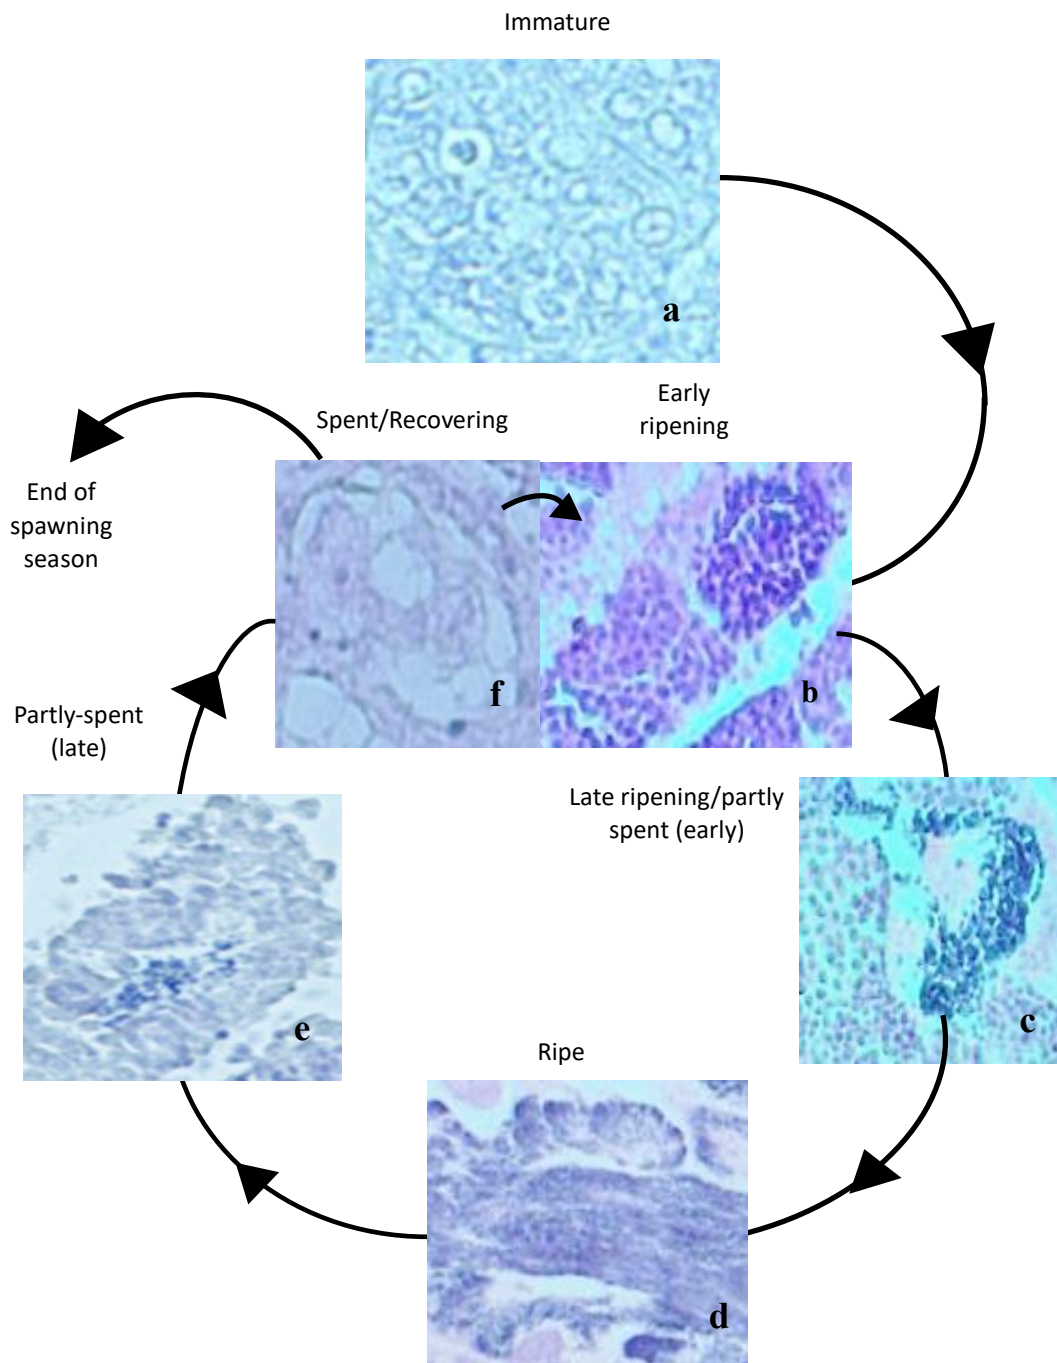 Immature
a
Early
ripening
Spent/Recovering
End of
spawning
season
f
b
Partly-spent
(late)
Late ripening/partly
spent (early)
e
c
Ripe
d